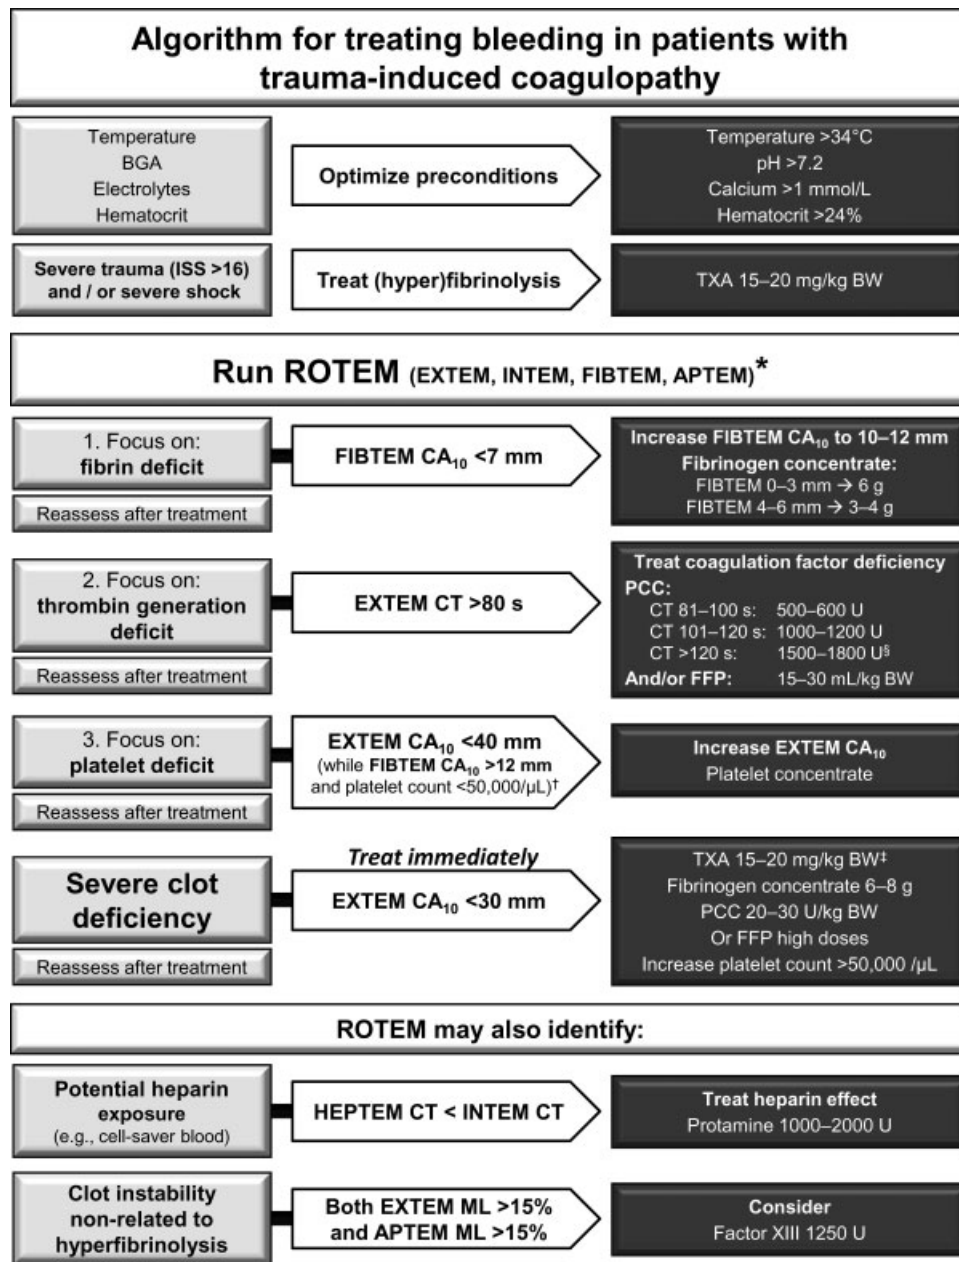 Algorithm for treating bleeding in patients with
trauma-induced coagulopathy
Temperature
BGA
Electrolytes
Hematocrit
Optimize preconditions
Temperature >34°C
pH >7.2
Calcium >1 mmol/L
Hematocrit >24%
Severe trauma (ISS >16)
and / or severe shock
Treat (hyper)fibrinolysis
TXA 15–20 mg/kg BW
Run ROTEM (EXTEM, INTEM, FIBTEM, APTEM)*
1. Focus on:
fibrin deficit
Reassess after treatment
FIBTEM CA₁₀ <7 mm
Increase FIBTEM CA₁₀ to 10–12 mm
Fibrinogen concentrate:
FIBTEM 0–3 mm → 6 g
FIBTEM 4–6 mm → 3–4 g
2. Focus on:
thrombin generation
deficit
Reassess after treatment
EXTEM CT >80 s
Treat coagulation factor deficiency
PCC:
CT 81–100 s: 500–600 U
CT 101–120 s: 1000–1200 U
CT >120 s: 1500–1800 U§
And/or FFP: 15–30 mL/kg BW
3. Focus on:
platelet deficit
Reassess after treatment
EXTEM CA₁₀ <40 mm
(while FIBTEM CA₁₀ >12 mm
and platelet count <50,000/µL)†
Increase EXTEM CA₁₀
Platelet concentrate
Severe clot
deficiency
Reassess after treatment
Treat immediately
EXTEM CA₁₀ <30 mm
TXA 15–20 mg/kg BW‡
Fibrinogen concentrate 6–8 g
PCC 20–30 U/kg BW
Or FFP high doses
Increase platelet count >50,000 /µL
ROTEM may also identify:
Potential heparin
exposure
(e.g., cell-saver blood)
HEPTEM CT < INTEM CT
Treat heparin effect
Protamine 1000–2000 U
Clot instability
non-related to
hyperfibrinolysis
Both EXTEM ML >15%
and APTEM ML >15%
Consider
Factor XIII 1250 U